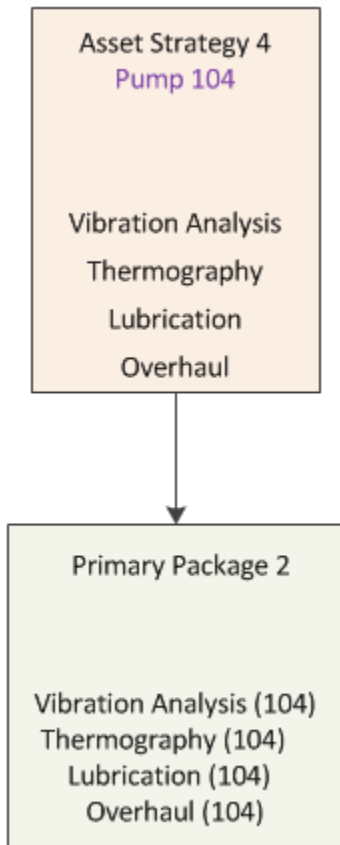 Asset Strategy 4
Pump 104
Vibration Analysis
Thermography
Lubrication
Overhaul
Primary Package 2
Vibration Analysis (104)
Thermography (104)
Lubrication (104)
Overhaul (104)